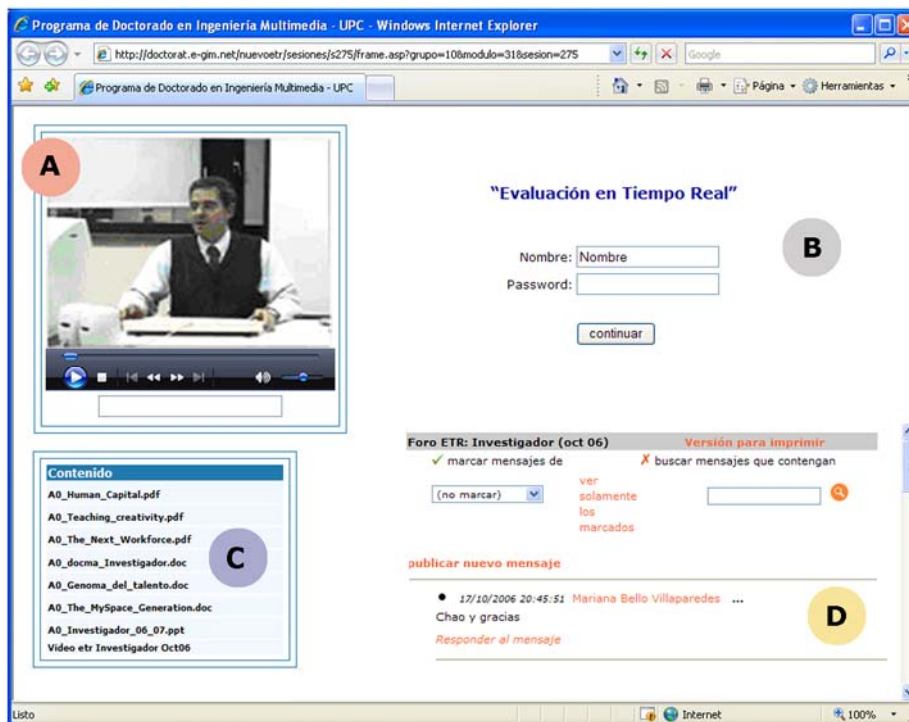 Programa de Doctorado en Ingeniería Multimedia - UPC - Windows Internet Explorer
http://doctorat.e-gim.net/nuevoetr/sesiones/s275/frame.asp?grupo=10&modulo=31&sesion=275
Google
Programa de Doctorado en Ingeniería Multimedia - UPC
Página
Herramientas
A
"Evaluación en Tiempo Real"
B
Nombre: Nombre
Password:
continuar
Foro ETR: Investigador (oct 06) Versión para imprimir
marcar mensajes de
buscar mensajes que contengan
(no marcar)
ver
solamente
los
marcados
publicar nuevo mensaje
17/10/2006 20:45:51 Mariana Bello Villaparedes ...
Chao y gracias
Responder al mensaje
D
Contenido
A0_Human_Capital.pdf
A0_Teaching_creativity.pdf
A0_The_Next_Workforce.pdf
A0_docma_Investigador.doc
A0_Genoma_del_talento.doc
A0_The_MySpace_Generation.doc
A0_Investigador_06_07.ppt
Video etr Investigador Oct06
C
Listo
Internet
100%